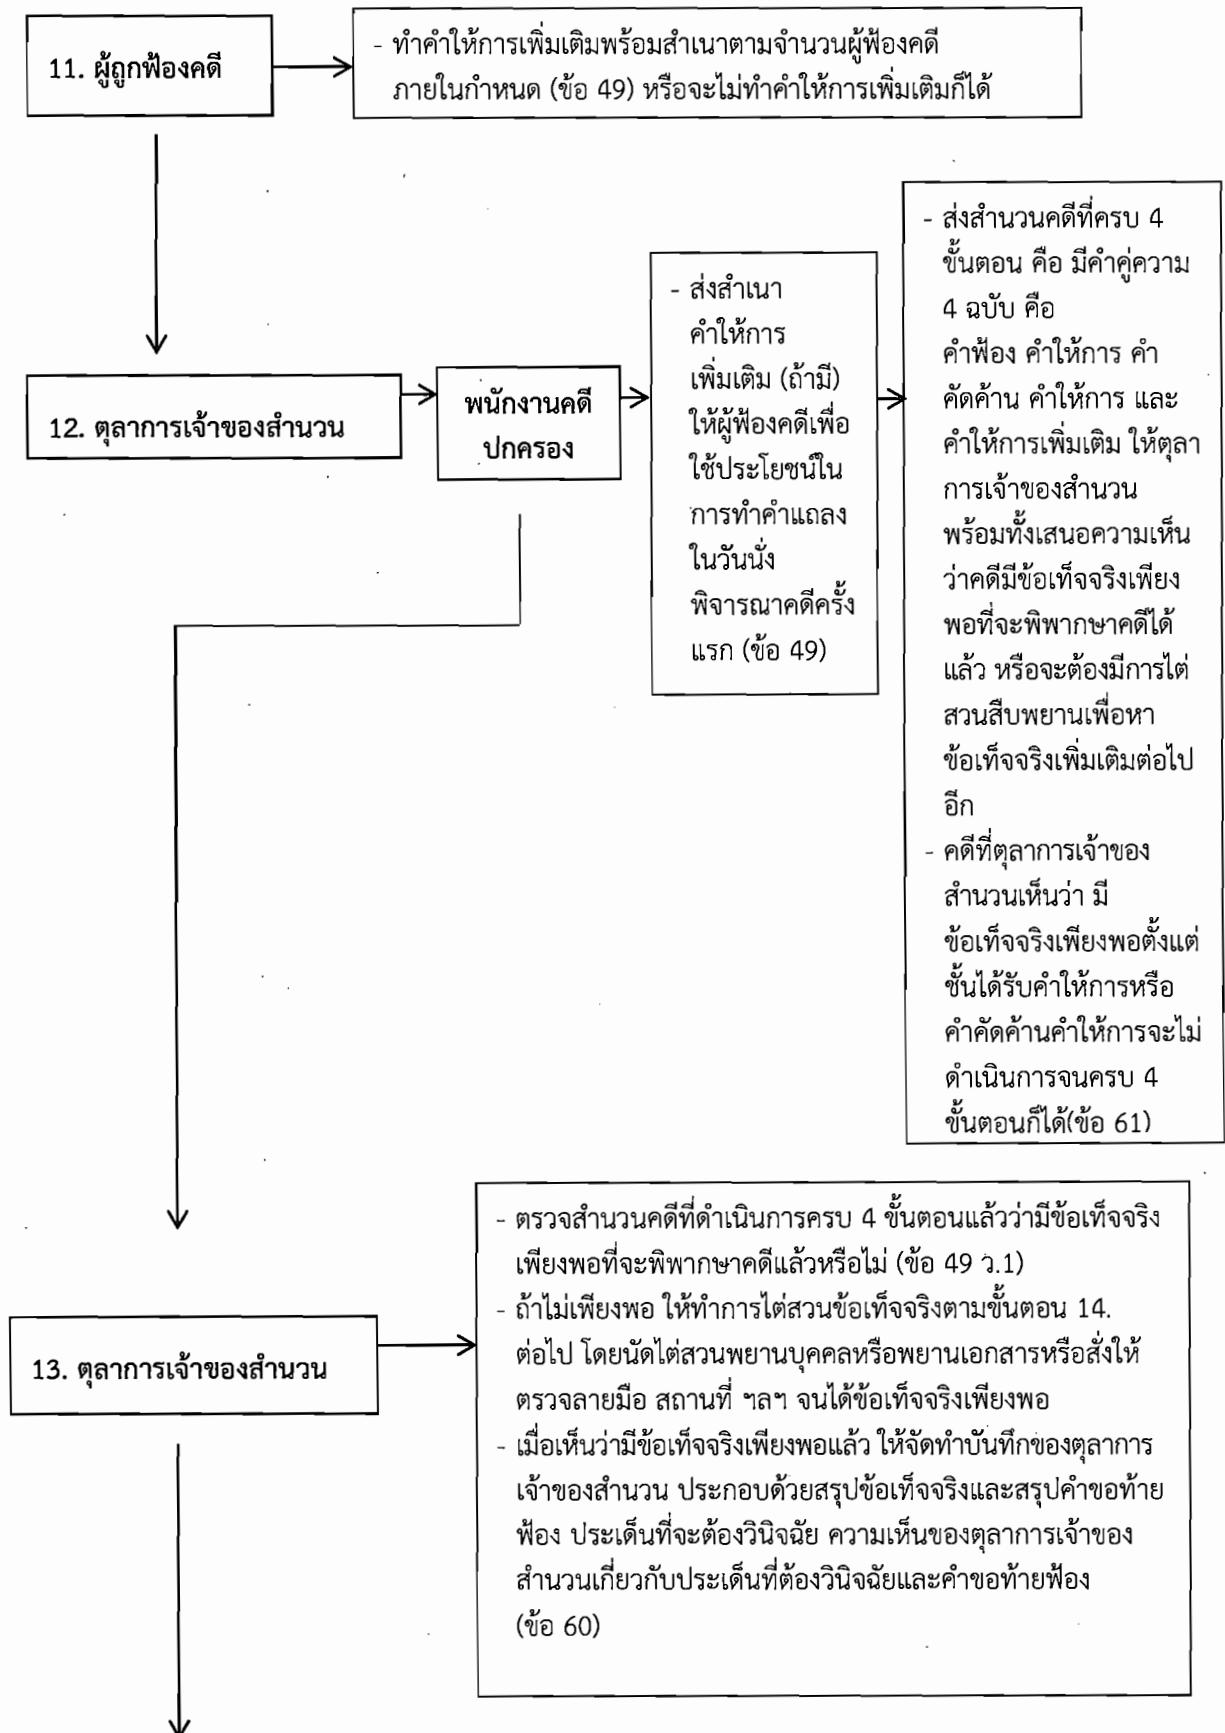 11. ผู้ถูกฟ้องคดี
- ทำคำให้การเพิ่มเติมพร้อมสำเนาตามจำนวนผู้ฟ้องคดี
ภายในกำหนด (ข้อ 49) หรือจะไม่ทำคำให้การเพิ่มเติมก็ได้
12. ตุลาการเจ้าของสำนวน
พนักงานคดี
ปกครอง
- ส่งสำเนา
คำให้การ
เพิ่มเติม (ถ้ามี)
ให้ผู้ฟ้องคดีเพื่อ
ใช้ประโยชน์ใน
การทำคำแถลง
ในวันนั่ง
พิจารณาคดีครั้ง
แรก (ข้อ 49)
- ส่งสำนวนคดีที่ครบ 4
ขั้นตอน คือ มีคำคู่ความ
4 ฉบับ คือ
คำฟ้อง คำให้การ คำ
คัดค้าน คำให้การ และ
คำให้การเพิ่มเติม ให้ตุลา
การเจ้าของสำนวน
พร้อมทั้งเสนอความเห็น
ว่าคดีมีข้อเท็จจริงเพียง
พอที่จะพิพากษาคดีได้
แล้ว หรือจะต้องมีการไต่
สวนสืบพยานเพื่อหา
ข้อเท็จจริงเพิ่มเติมต่อไป
อีก
- คดีที่ตุลาการเจ้าของ
สำนวนเห็นว่า มี
ข้อเท็จจริงเพียงพอตั้งแต่
ชั้นได้รับคำให้การหรือ
คำคัดค้านคำให้การจะไม่
ดำเนินการจนครบ 4
ขั้นตอนก็ได้(ข้อ 61)
13. ตุลาการเจ้าของสำนวน
- ตรวจสำนวนคดีที่ดำเนินการครบ 4 ขั้นตอนแล้วว่ามีข้อเท็จจริง
เพียงพอที่จะพิพากษาคดีแล้วหรือไม่ (ข้อ 49 ว.1)
- ถ้าไม่เพียงพอ ให้ทำการไต่สวนข้อเท็จจริงตามขั้นตอน 14.
ต่อไป โดยนัดไต่สวนพยานบุคคลหรือพยานเอกสารหรือสั่งให้
ตรวจลายมือ สถานที่ ฯลฯ จนได้ข้อเท็จจริงเพียงพอ
- เมื่อเห็นว่ามีข้อเท็จจริงเพียงพอแล้ว ให้จัดทำบันทึกของตุลาการ
เจ้าของสำนวน ประกอบด้วยสรุปข้อเท็จจริงและสรุปคำขอท้าย
ฟ้อง ประเด็นที่จะต้องวินิจฉัย ความเห็นของตุลาการเจ้าของ
สำนวนเกี่ยวกับประเด็นที่ต้องวินิจฉัยและคำขอท้ายฟ้อง
(ข้อ 60)